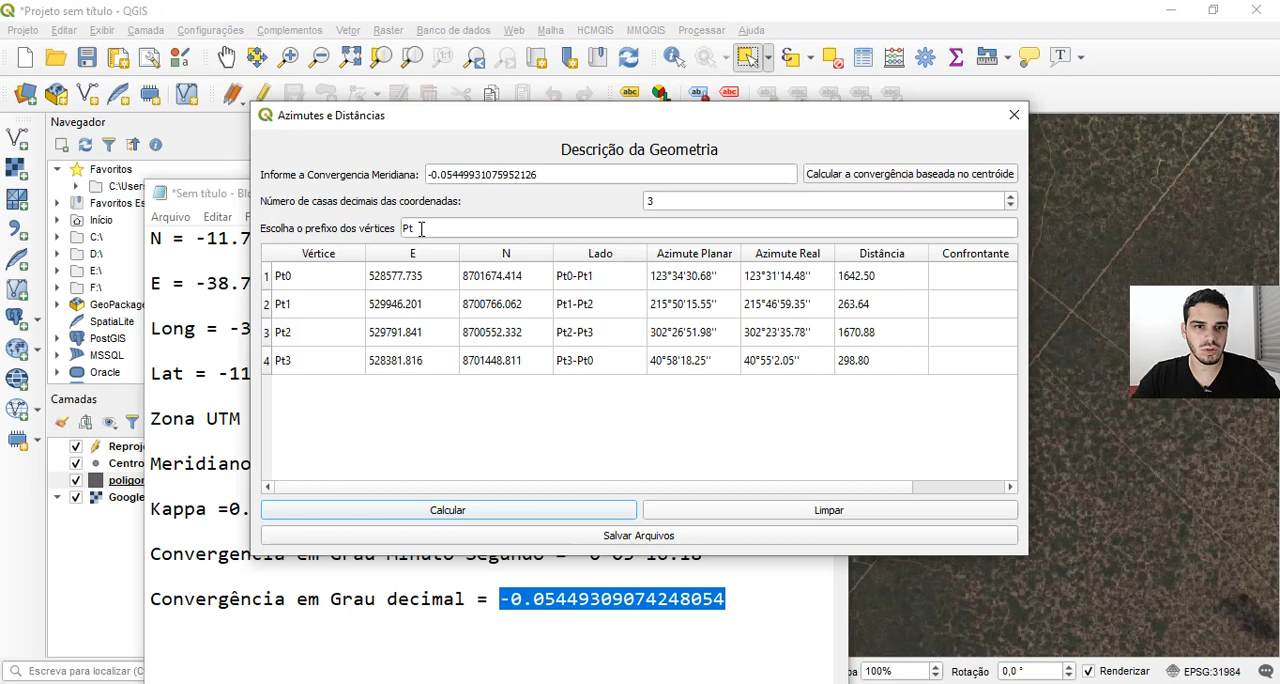 *Projeto sem título - QGIS
Projeto Editar Exibir Camada Configurações Complementos Vetor Raster Banco de dados Web Malha HCMGIS MMQGIS Processar Ajuda
Navegador
Favoritos
C:\Users
Favoritos Es
Início
C:\
D:\
E:\
F:\
GeoPackage
SpatiaLite
PostGIS
MSSQL
Oracle
Camadas
Reproj
Centro
poligon
Google
Escreva para localizar (C
*Sem título - Blo
Arquivo Editar F
N = -11.7
E = -38.7
Long = -3
Lat = -11
Zona UTM
Meridiano
Kappa =0.
Convergência em Grau decimal = -0.05449309074248054
Azimutes e Distâncias
Descrição da Geometria
Informe a Convergencia Meridiana: -0.05449931075952126 Calcular a convergência baseada no centróide
Número de casas decimais das coordenadas: 3
Escolha o prefixo dos vértices Pt
Vértice E N Lado Azimute Planar Azimute Real Distância Confrontante
1 Pt0 528577.735 8701674.414 Pt0-Pt1 123°34'30.68'' 123°31'14.48'' 1642.50
2 Pt1 529946.201 8700766.062 Pt1-Pt2 215°50'15.55'' 215°46'59.35'' 263.64
3 Pt2 529791.841 8700552.332 Pt2-Pt3 302°26'51.98'' 302°23'35.78'' 1670.88
4 Pt3 528381.816 8701448.811 Pt3-Pt0 40°58'18.25'' 40°55'2.05'' 298.80
Calcular Limpar
Salvar Arquivos
100% Rotação 0,0 ° Renderizar EPSG:31984